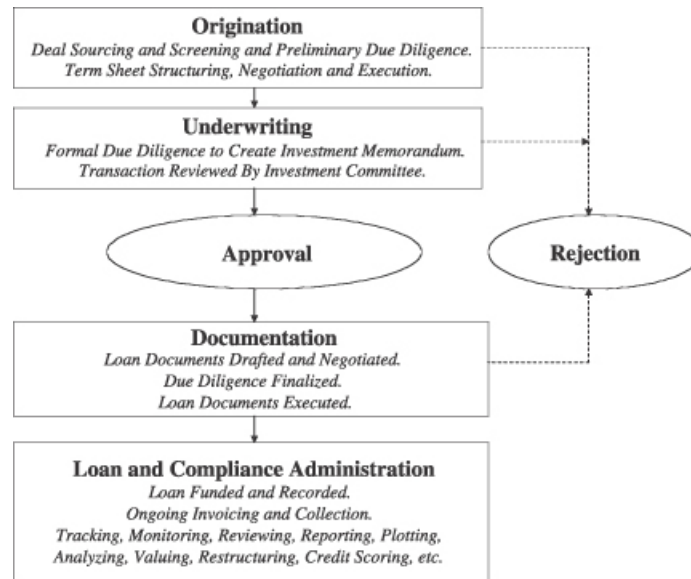 Origination
Deal Sourcing and Screening and Preliminary Due Diligence.
Term Sheet Structuring, Negotiation and Execution.
Underwriting
Formal Due Diligence to Create Investment Memorandum.
Transaction Reviewed By Investment Committee.
Approval
Rejection
Documentation
Loan Documents Drafted and Negotiated.
Due Diligence Finalized.
Loan Documents Executed.
Loan and Compliance Administration
Loan Funded and Recorded.
Ongoing Invoicing and Collection.
Tracking, Monitoring, Reviewing, Reporting, Plotting,
Analyzing, Valuing, Restructuring, Credit Scoring, etc.